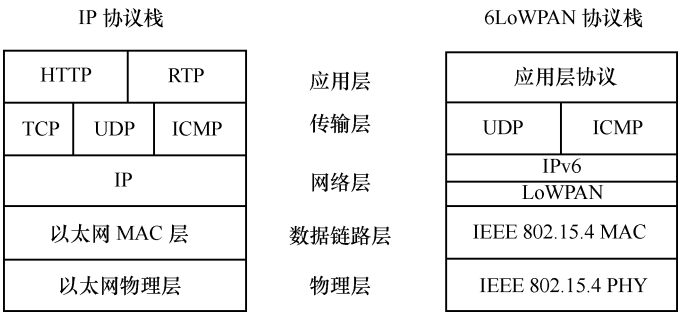 IP 协议栈
6LoWPAN 协议栈
HTTP
RTP
应用层
应用层协议
TCP
UDP
ICMP
传输层
UDP
ICMP
IP
网络层
IPv6
LoWPAN
以太网 MAC 层
数据链路层
IEEE 802.15.4 MAC
以太网物理层
物理层
IEEE 802.15.4 PHY